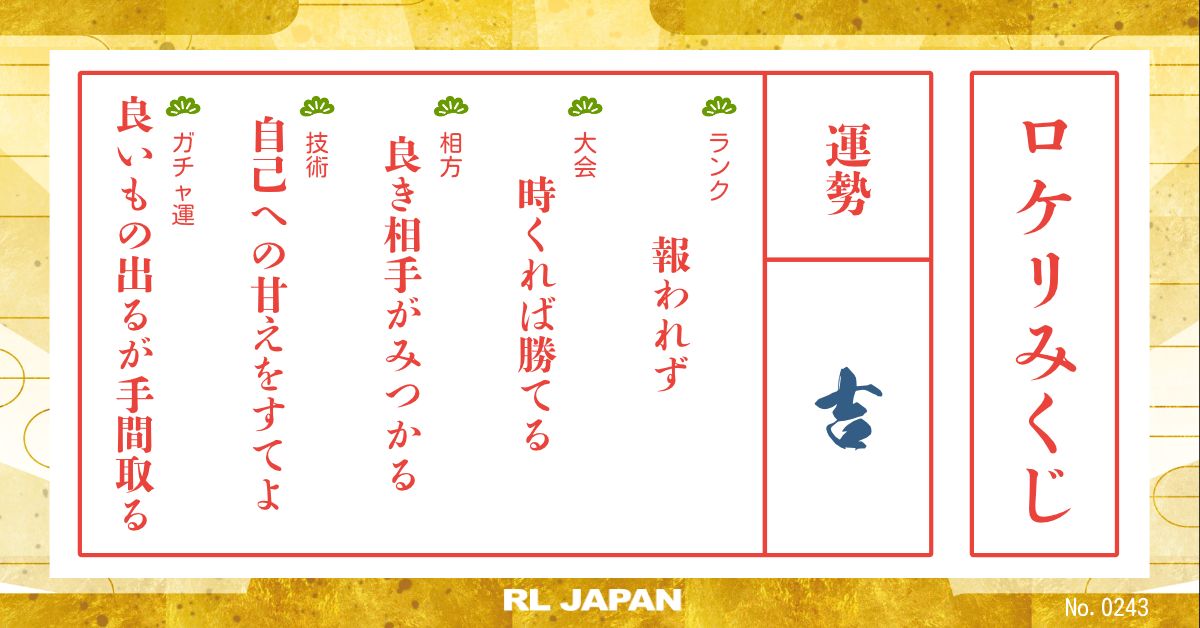 ロケリみくじ
運勢
吉
ランク
報われず
大会
時くれば勝てる
相方
良き相手がみつかる
技術
自己への甘えをすてよ
ガチャ運
良いもの出るが手間取る
RL JAPAN
No. 0243